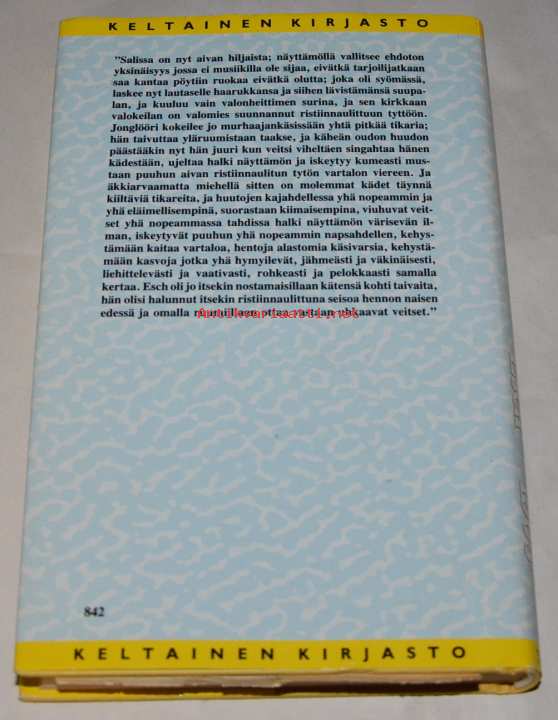 KELTAINEN KIRJASTO
"Salissa on nyt aivan hiljaista; näyttämöllä vallitsee ehdoton
yksinäisyys jossa ei musiikilla ole sijaa, eivätkä tarjoilijatkaan
saa kantaa pöytiin ruokaa eivätkä olutta; joka oli syömässä,
laskee nyt lautaselle haarukkansa ja siihen lävistämänsä suupa-
lan, ja kuuluu vain valonheittimen surina, ja sen kirkkaan
valokeilan on valomies suunnannut ristiinnaulittuun tyttöön.
Jonglööri kokeilee jo murhaajankäsissään yhtä pitkää tikaria;
hän taivuttaa yläruumistaan taakse, ja käheän oudon huudon
päästääkin nyt hän juuri kun veitsi viheltäen singahtaa hänen
kädestään, ujeltaa halki näyttämön ja iskeytyy kumeasti mus-
taan puuhun aivan ristiinnaulitun tytön vartalon viereen. Ja
äkkiarvaamatta miehellä sitten on molemmat kädet täynnä
kiiltäviä tikareita, ja huutojen kajahdellessa yhä nopeammin ja
yhä eläimellisempinä, suorastaan kiimaisempina, viuhuvat veit-
set yhä nopeammassa tahdissa halki näyttämön värisevän il-
man, iskeytyvät puuhun yhä nopeammin napsahdellen, kehys-
tämään kaitaa vartaloa, hentoja alastomia käsivarsia, kehystä-
mään kasvoja jotka yhä hymyilevät, jähmeästi ja väkinäisesti,
liehittelevästi ja vaativasti, rohkeasti ja pelokkaasti samalla
kertaa. Esch oli jo itsekin nostamaisillaan kätensä kohti taivaita,
hän olisi halunnut itsekin ristiinnaulittuna seisoa hennon naisen
edessä ja omalla ruumiillaan ottaa vastaan uhkaavat veitset."
Antikvariaatti.net
842
KELTAINEN KIRJASTO